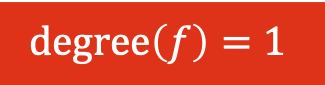 degree(f) = 1